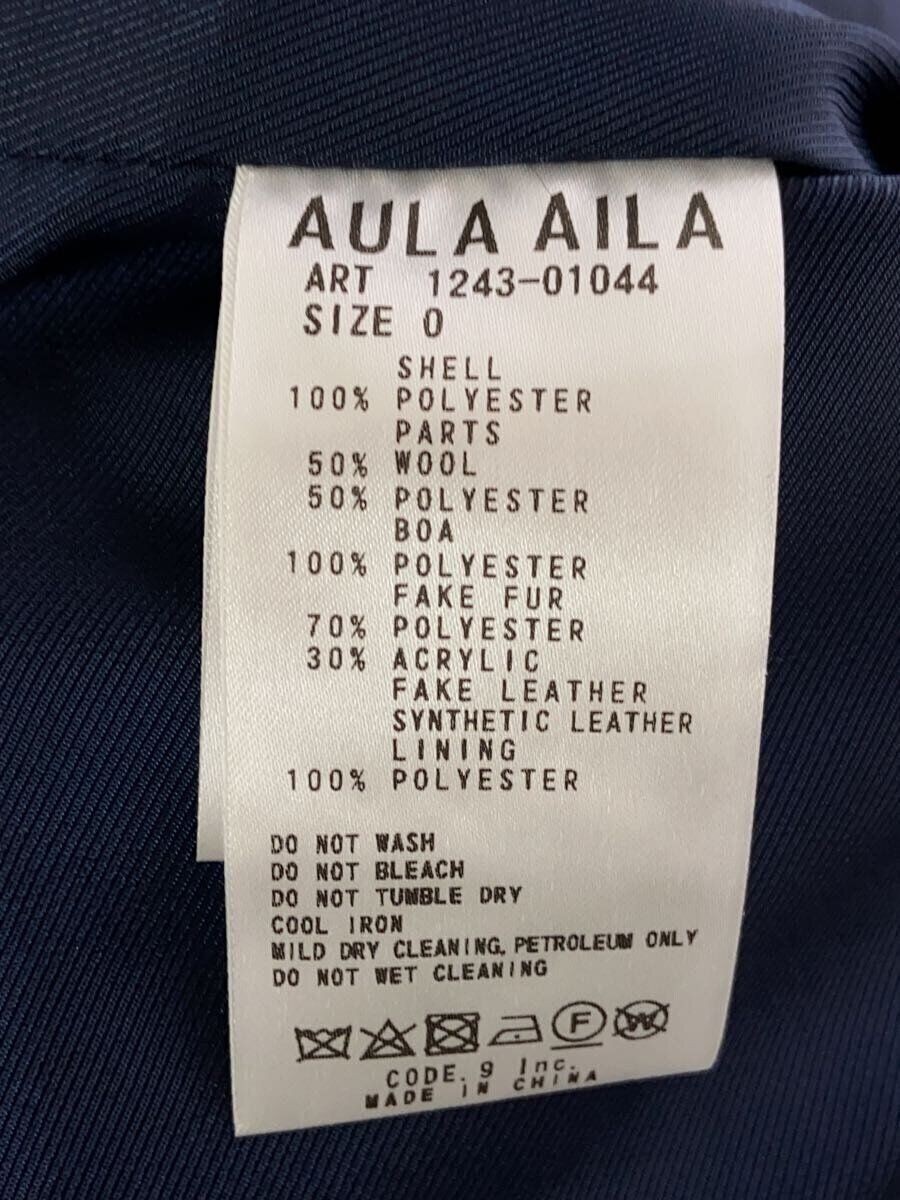 AULA AILA
ART 1243-01044
SIZE 0
SHELL
100% POLYESTER
PARTS
50% WOOL
50% POLYESTER
BOA
100% POLYESTER
FAKE FUR
70% POLYESTER
30% ACRYLIC
FAKE LEATHER
SYNTHETIC LEATHER
LINING
100% POLYESTER
DO NOT WASH
DO NOT BLEACH
DO NOT TUMBLE DRY
COOL IRON
MILD DRY CLEANING. PETROLEUM ONLY
DO NOT WET CLEANING
F W
CODE. 9 Inc.
MADE IN CHINA